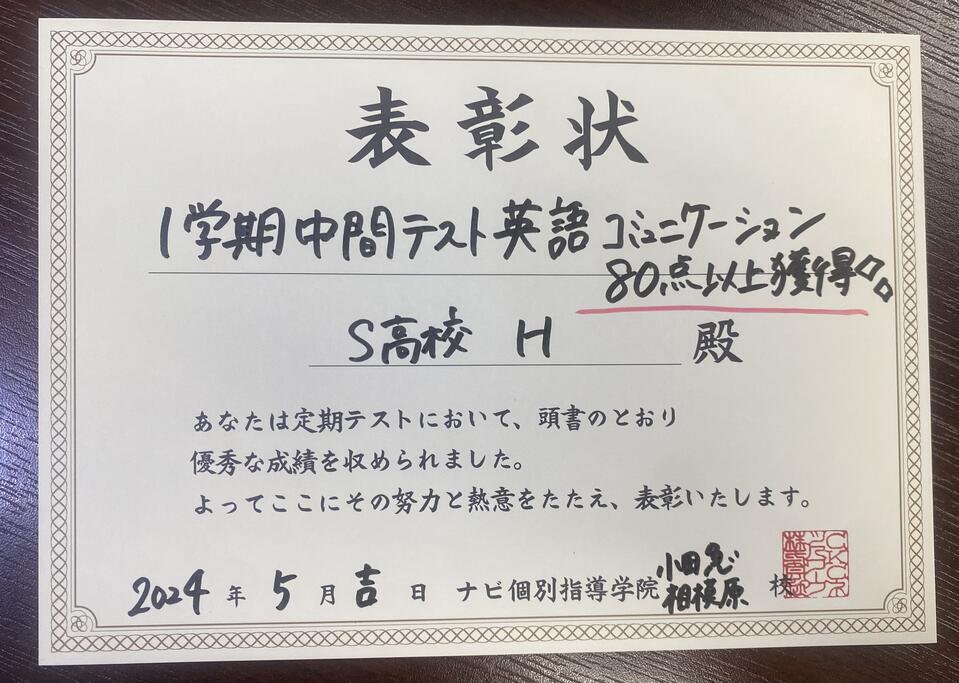 表彰状
1学期中間テスト英語コミュニケーション
80点以上獲得!!
S高校 H 殿
あなたは定期テストにおいて、頭書のとおり
優秀な成績を収められました。
よってここにその努力と熱意をたたえ、表彰いたします。
2024年5月吉日 ナビ個別指導学院 小田急相模原校